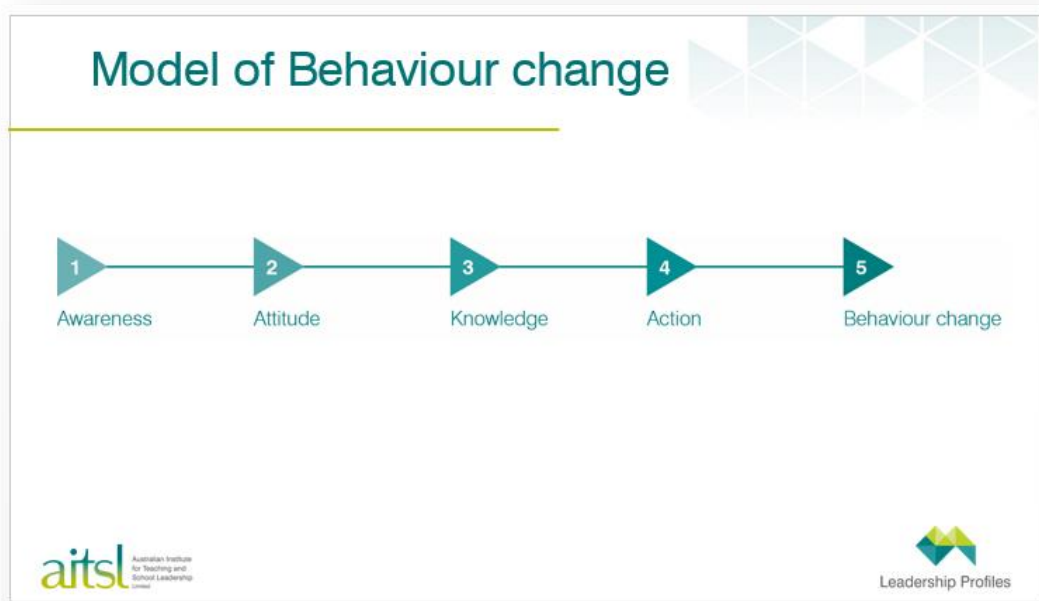 Model of Behaviour change
1 2 3 4 5
Awareness Attitude Knowledge Action Behaviour change
aitsl
Australian Institute
for Teaching and
School Leadership
Limited
Leadership Profiles